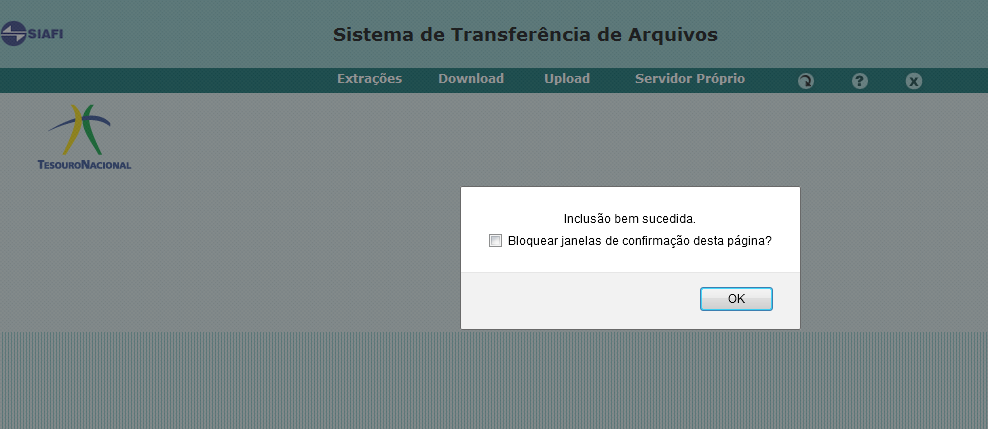 SIAFI
Sistema de Transferência de Arquivos
Extrações Download Upload Servidor Próprio ? x
TESOURONACIONAL
Inclusão bem sucedida.
Bloquear janelas de confirmação desta página?
OK